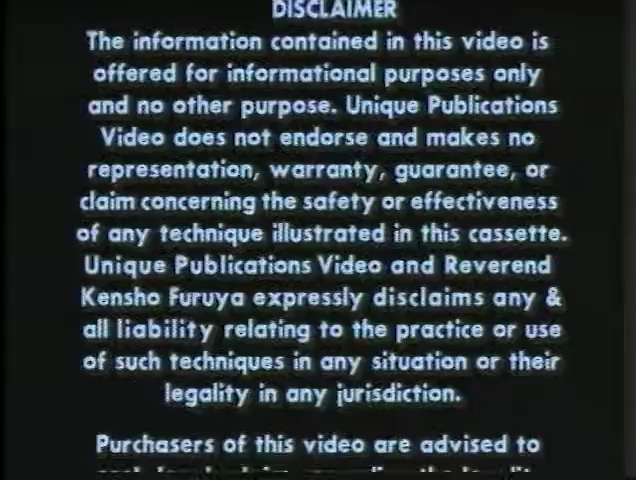 DISCLAIMER
The information contained in this video is
offered for informational purposes only
and no other purpose. Unique Publications
Video does not endorse and makes no
representation, warranty, guarantee, or
claim concerning the safety or effectiveness
of any technique illustrated in this cassette.
Unique Publications Video and Reverend
Kensho Furuya expressly disclaims any &
all liability relating to the practice or use
of such techniques in any situation or their
legality in any jurisdiction.
Purchasers of this video are advised to